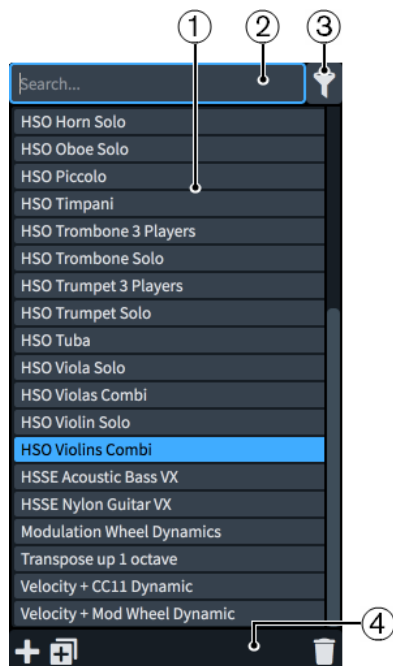 1 2 3
Search...
HSO Horn Solo
HSO Oboe Solo
HSO Piccolo
HSO Timpani
HSO Trombone 3 Players
HSO Trombone Solo
HSO Trumpet 3 Players
HSO Trumpet Solo
HSO Tuba
HSO Viola Solo
HSO Violas Combi
HSO Violin Solo
HSO Violins Combi
HSSE Acoustic Bass VX
HSSE Nylon Guitar VX
Modulation Wheel Dynamics
Transpose up 1 octave
Velocity + CC11 Dynamic
Velocity + Mod Wheel Dynamic
4